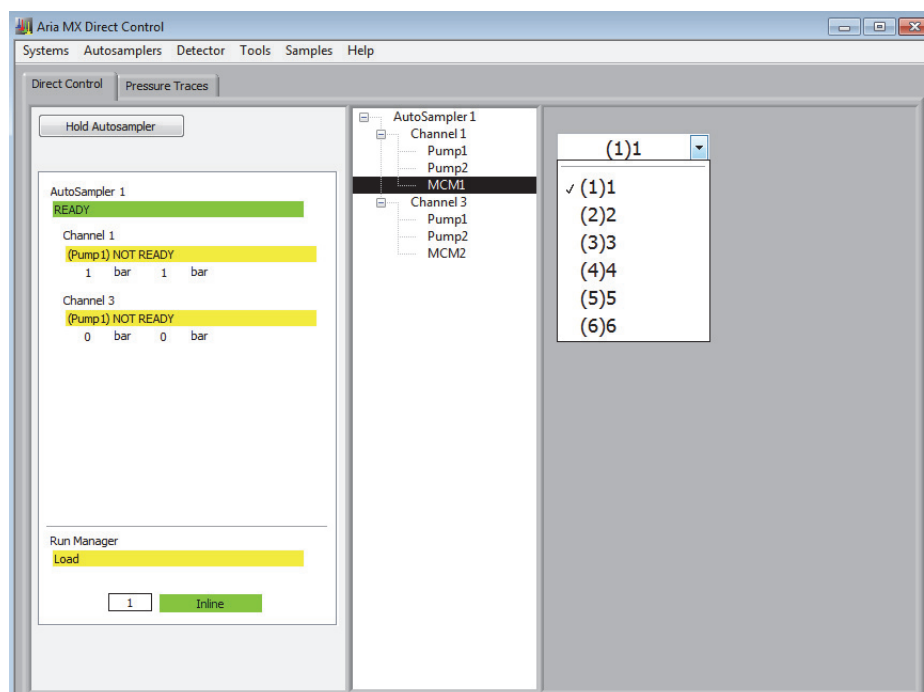 Aria MX Direct Control
Systems Autosamplers Detector Tools Samples Help
Direct Control Pressure Traces
Hold Autosampler
AutoSampler 1
READY
Channel 1
(Pump1) NOT READY
1 bar 1 bar
Channel 3
(Pump1) NOT READY
0 bar 0 bar
Run Manager
Load
1 Inline
AutoSampler 1
Channel 1
Pump1
Pump2
MCM1
Channel 3
Pump1
Pump2
MCM2
(1)1
✓ (1)1
(2)2
(3)3
(4)4
(5)5
(6)6